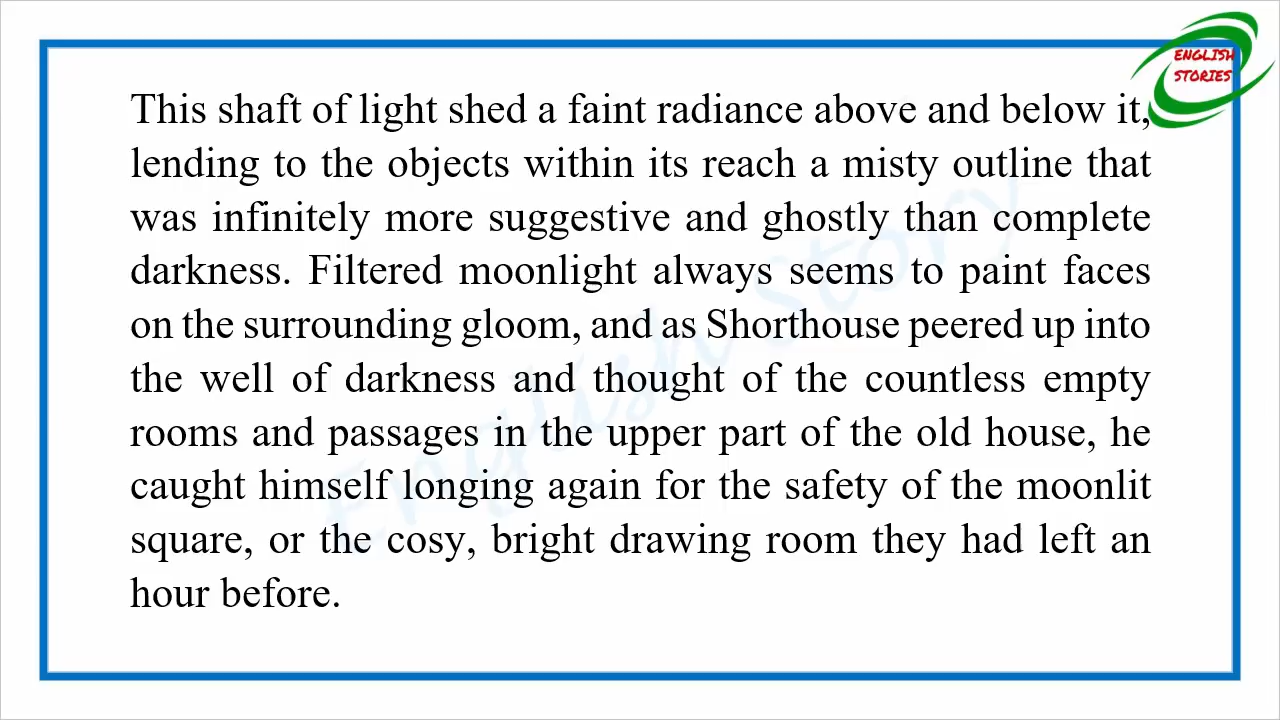 ENGLISH
STORIES
This shaft of light shed a faint radiance above and below it,
lending to the objects within its reach a misty outline that
was infinitely more suggestive and ghostly than complete
darkness. Filtered moonlight always seems to paint faces
on the surrounding gloom, and as Shorthouse peered up into
the well of darkness and thought of the countless empty
rooms and passages in the upper part of the old house, he
caught himself longing again for the safety of the moonlit
square, or the cosy, bright drawing room they had left an
hour before.
English Story